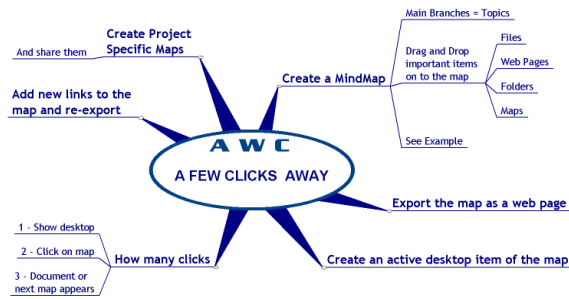 A W C
A FEW CLICKS AWAY
Create a MindMap
Main Branches = Topics
Drag and Drop
important items
on to the map
Files
Web Pages
Folders
Maps
See Example
Export the map as a web page
Create an active desktop item of the map
How many clicks
1 - Show desktop
2 - Click on map
3 - Document or
next map appears
Add new links to the
map and re-export
Create Project
Specific Maps
And share them